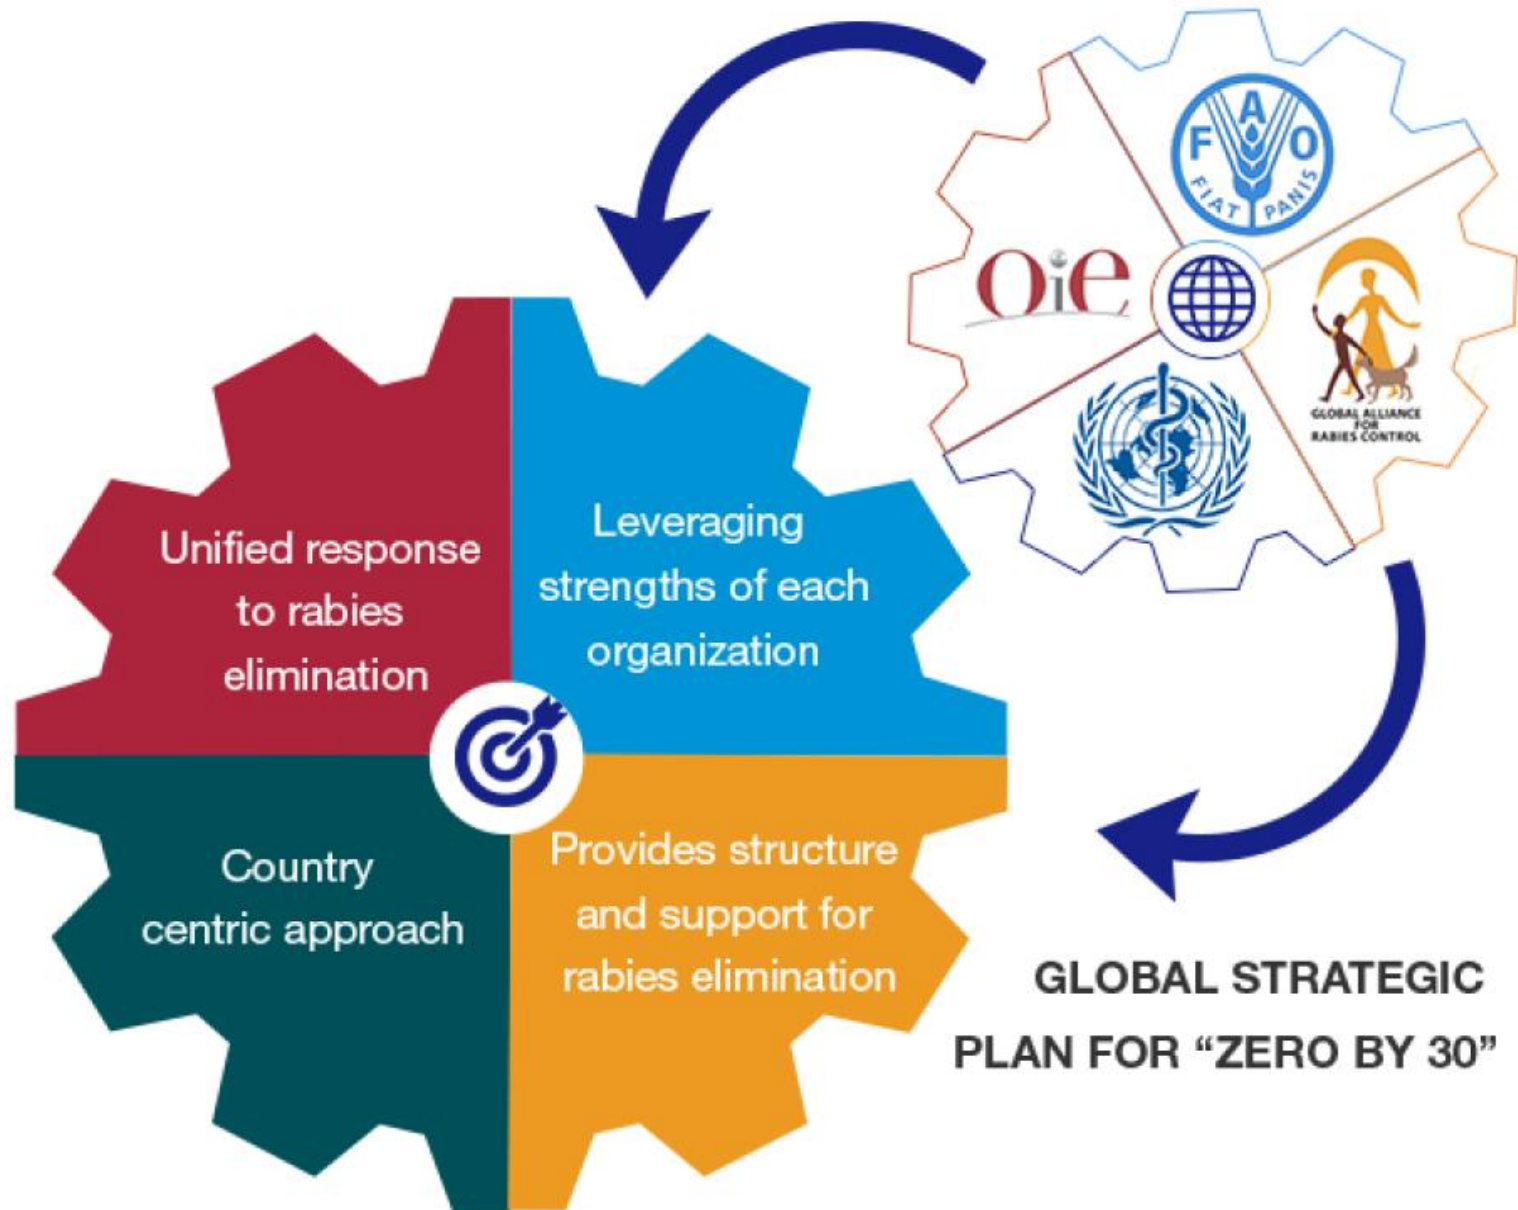 FAO
FIAT PANIS
OiE
GLOBAL ALLIANCE
FOR
RABIES CONTROL
Unified response
to rabies
elimination
Leveraging
strengths of each
organization
Country
centric approach
Provides structure
and support for
rabies elimination
GLOBAL STRATEGIC
PLAN FOR “ZERO BY 30”